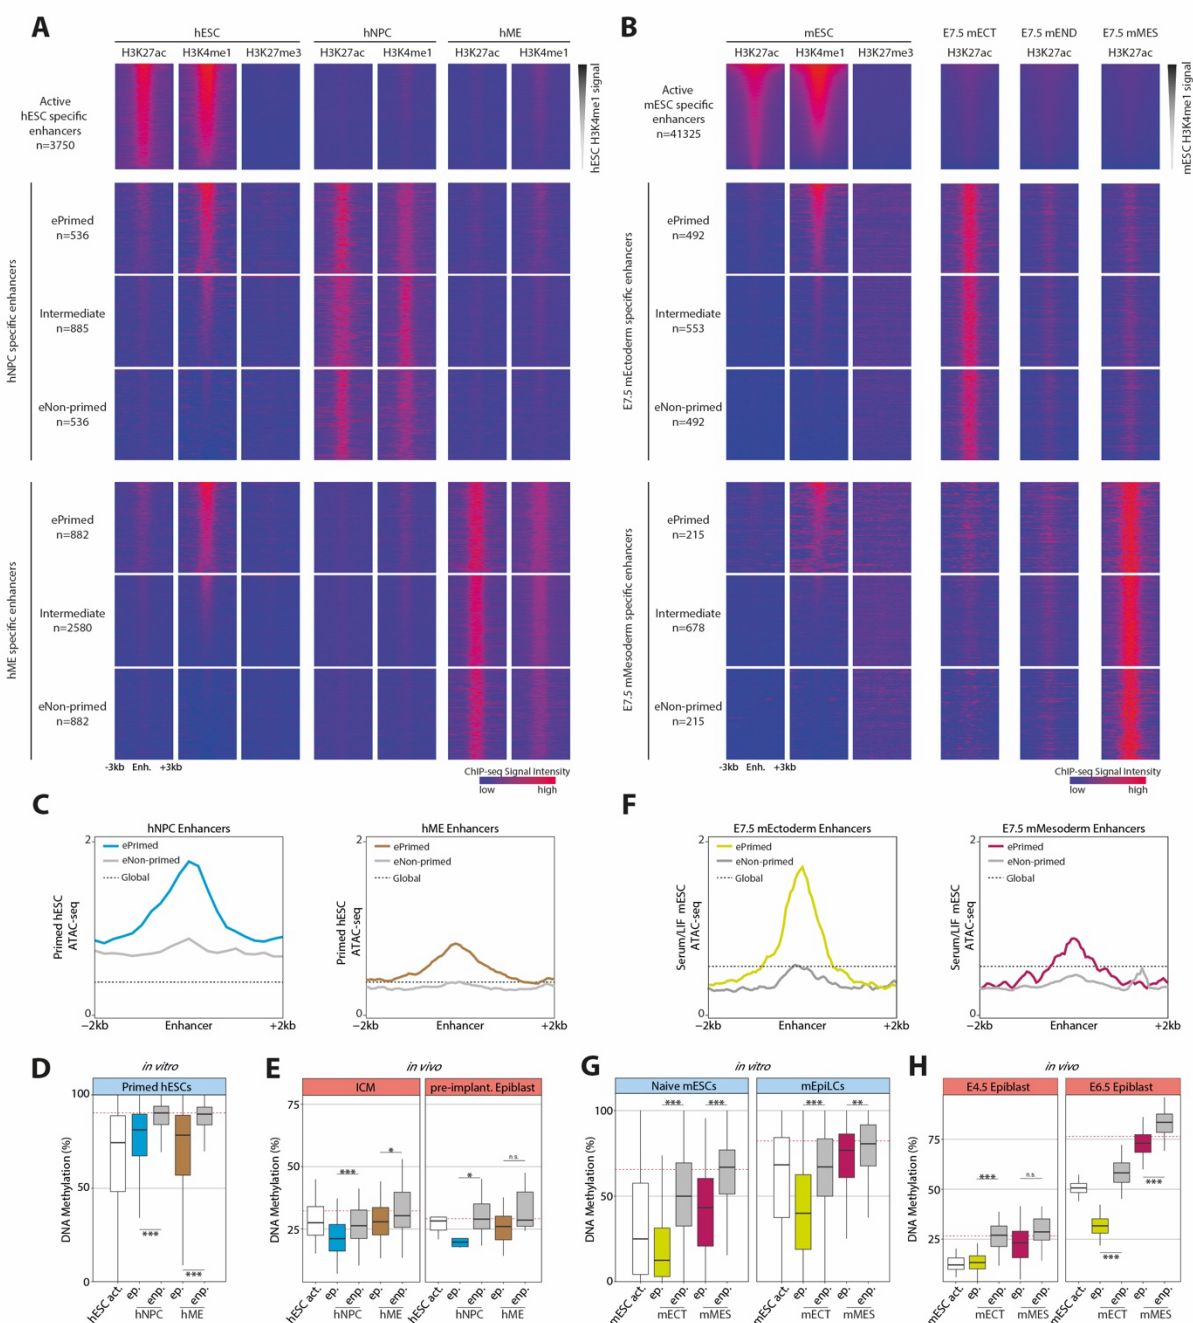 A
hESC
hNPC
hME
H3K27ac H3K4me1 H3K27me3 H3K27ac H3K4me1 H3K27ac H3K4me1
Active
hESC specific
enhancers
n=3750
hESC H3K4me1 signal
hNPC specific enhancers
ePrimed
n=536
Intermediate
n=885
eNon-primed
n=536
hME specific enhancers
ePrimed
n=882
Intermediate
n=2580
eNon-primed
n=882
-3kb Enh. +3kb
ChIP-seq Signal Intensity
low high
B
mESC
E7.5 mECT E7.5 mEND E7.5 mMES
H3K27ac H3K4me1 H3K27me3 H3K27ac H3K27ac H3K27ac
Active
mESC specific
enhancers
n=41325
mESC H3K4me1 signal
E7.5 mEctoderm specific enhancers
ePrimed
n=492
Intermediate
n=553
eNon-primed
n=492
E7.5 mMesoderm specific enhancers
ePrimed
n=215
Intermediate
n=678
eNon-primed
n=215
-3kb Enh. +3kb
ChIP-seq Signal Intensity
low high
C
hNPC Enhancers
2
ePrimed
eNon-primed
Global
Primed hESC
ATAC-seq
0
−2kb Enhancer +2kb
hME Enhancers
2
ePrimed
eNon-primed
Global
Primed hESC
ATAC-seq
0
−2kb Enhancer +2kb
F
E7.5 mEctoderm Enhancers
2
ePrimed
eNon-primed
Global
Serum/LIF mESC
ATAC-seq
0
−2kb Enhancer +2kb
E7.5 mMesoderm Enhancers
2
ePrimed
eNon-primed
Global
Serum/LIF mESC
ATAC-seq
0
−2kb Enhancer +2kb
D
in vitro
Primed hESCs
100
50
0
DNA Methylation (%)
***
***
hESC act. ep. enp. ep. enp.
hNPC hME
E
in vivo
ICM
pre-implant. Epiblast
75
50
25
DNA Methylation (%)
***
*
*
n.s.
hESC act. ep. enp. ep. enp. hESC act. ep. enp. ep. enp.
hNPC hME hNPC hME
G
in vitro
Naive mESCs
mEpiLCs
100
50
0
DNA Methylation (%)
***
***
***
**
mESC act. ep. enp. ep. enp. mESC act. ep. enp. ep. enp.
mECT mMES mECT mMES
H
in vivo
E4.5 Epiblast
E6.5 Epiblast
75
50
25
DNA Methylation (%)
***
n.s.
***
***
mESC act. ep. enp. ep. enp. mESC act. ep. enp. ep. enp.
mECT mMES mECT mMES